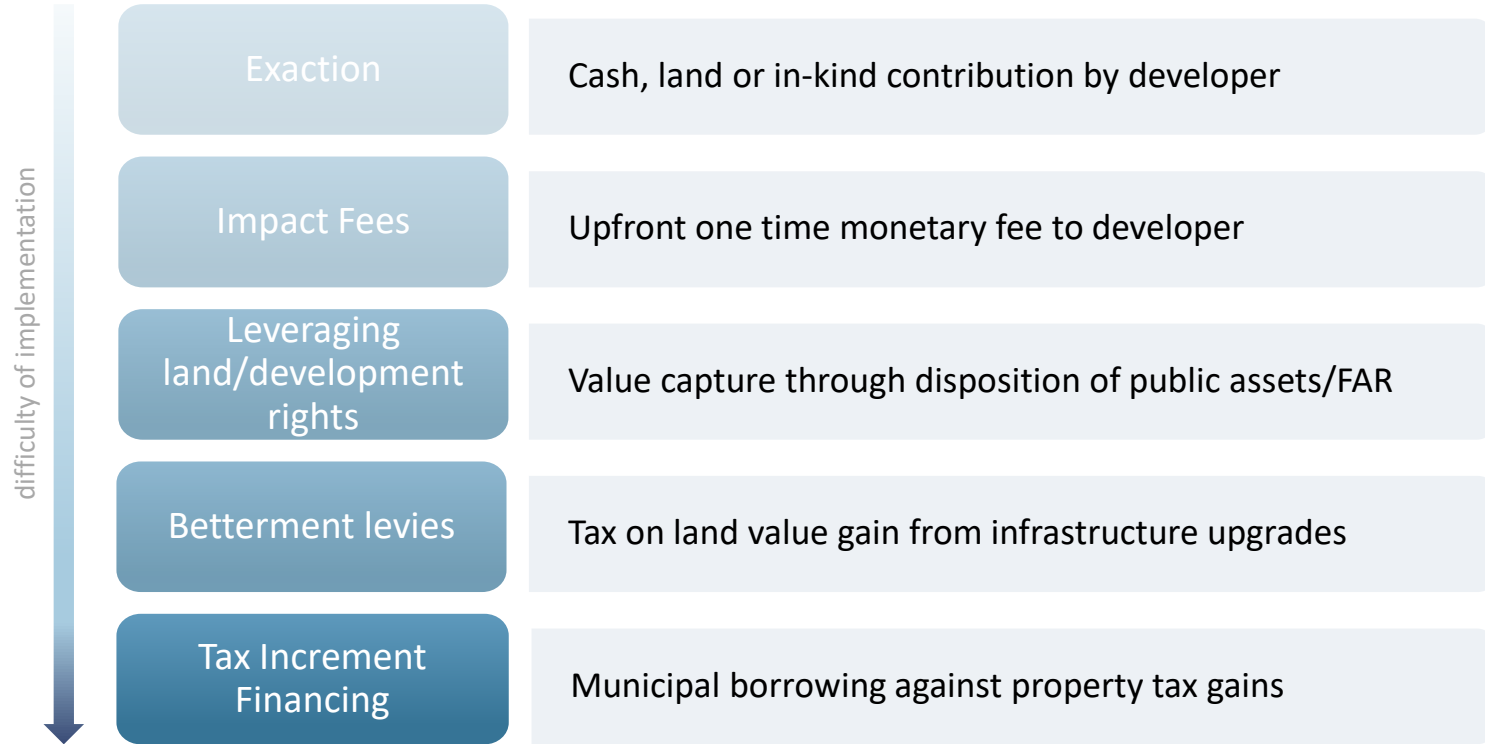 difficulty of implementation
Exaction
Cash, land or in-kind contribution by developer
Impact Fees
Upfront one time monetary fee to developer
Leveraging
land/development
rights
Value capture through disposition of public assets/FAR
Betterment levies
Tax on land value gain from infrastructure upgrades
Tax Increment
Financing
Municipal borrowing against property tax gains